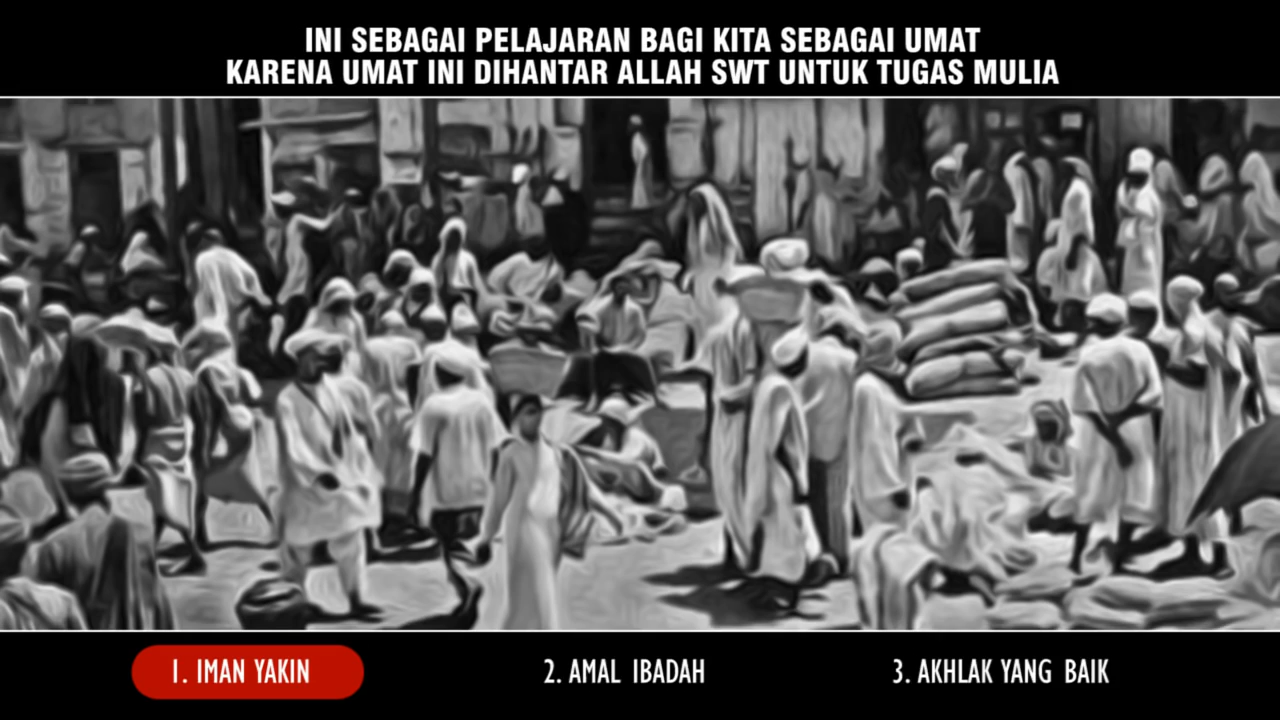 INI SEBAGAI PELAJARAN BAGI KITA SEBAGAI UMAT
KARENA UMAT INI DIHANTAR ALLAH SWT UNTUK TUGAS MULIA
1. IMAN YAKIN
2. AMAL IBADAH
3. AKHLAK YANG BAIK